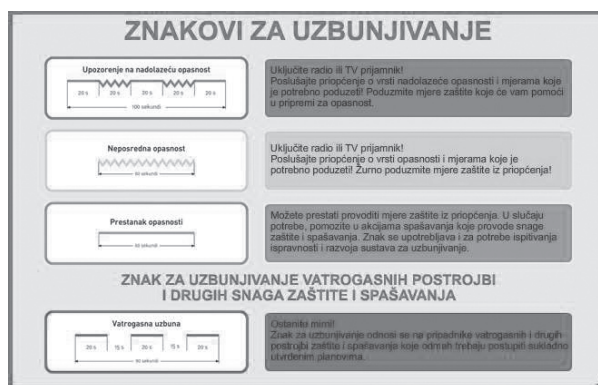 ZNAKOVI ZA UZBUNJIVANJE
Upozorenje na nadolazeću opasnost
20 s 20 s 20 s 20 s 20 s
100 sekundi
Uključite radio ili TV prijamnik!
Poslušajte priopćenje o vrsti nadolazeće opasnosti i mjerama koje
je potrebno poduzeti! Poduzmite mjere zaštite koje će vam pomoći
u pripremi za opasnost.
Neposredna opasnost
60 sekundi
Uključite radio ili TV prijamnik!
Poslušajte priopćenje o vrsti opasnosti i mjerama koje je
potrebno poduzeti! Žurno poduzmite mjere zaštite iz priopćenja!
Prestanak opasnosti
60 sekundi
Možete prestati provoditi mjere zaštite iz priopćenja. U slučaju
potrebe, pomozite u akcijama spašavanja koje provode snage
zaštite i spašavanja. Znak se upotrebljava i za potrebe ispitivanja
ispravnosti i razvoja sustava za uzbunjivanje.
ZNAK ZA UZBUNJIVANJE VATROGASNIH POSTROJBI
I DRUGIH SNAGA ZAŠTITE I SPAŠAVANJA
Vatrogasna uzbuna
20 s 15 s 20 s 15 s 20 s
90 sekundi
Ostanite mirni!
Znak za uzbunjivanje odnosi se na pripadnike vatrogasnih i drugih
postrojbi zaštite i spašavanja koje odmah trebaju postupiti sukladno
utvrđenim planovima.